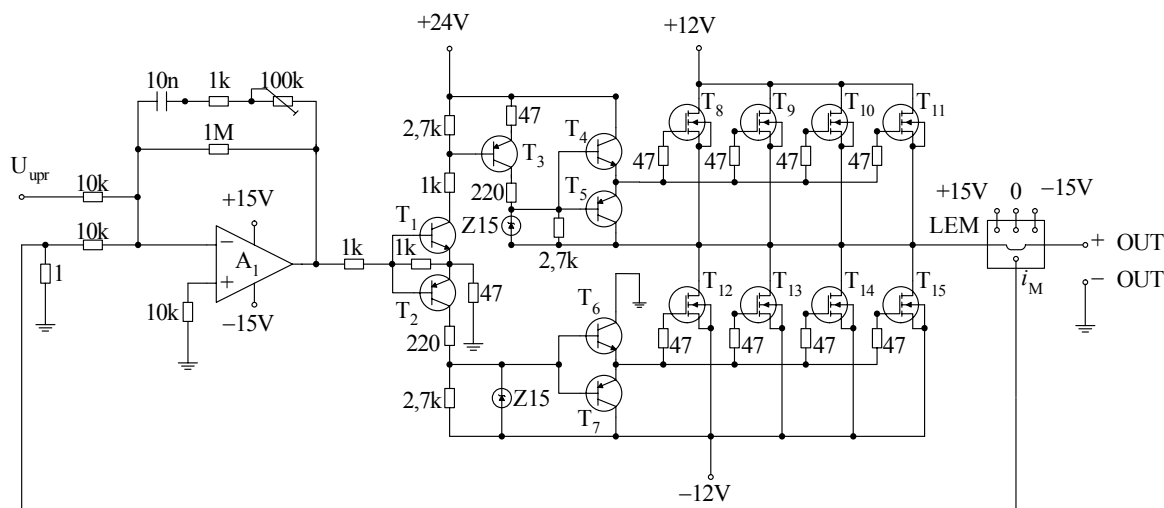 +24V
+12V
10n
1k
100k
1M
U upr
10k
10k
1
+15V
−
A1
+
−15V
10k
1k
1k
T1
T2
2,7k
1k
47
T3
220
Z15
2,7k
T4
T5
47
220
2,7k
Z15
T6
T7
T8
T9
T10
T11
47
47
47
47
T12
T13
T14
T15
47
47
47
47
−12V
+15V
0
−15V
LEM
iM
+ OUT
− OUT